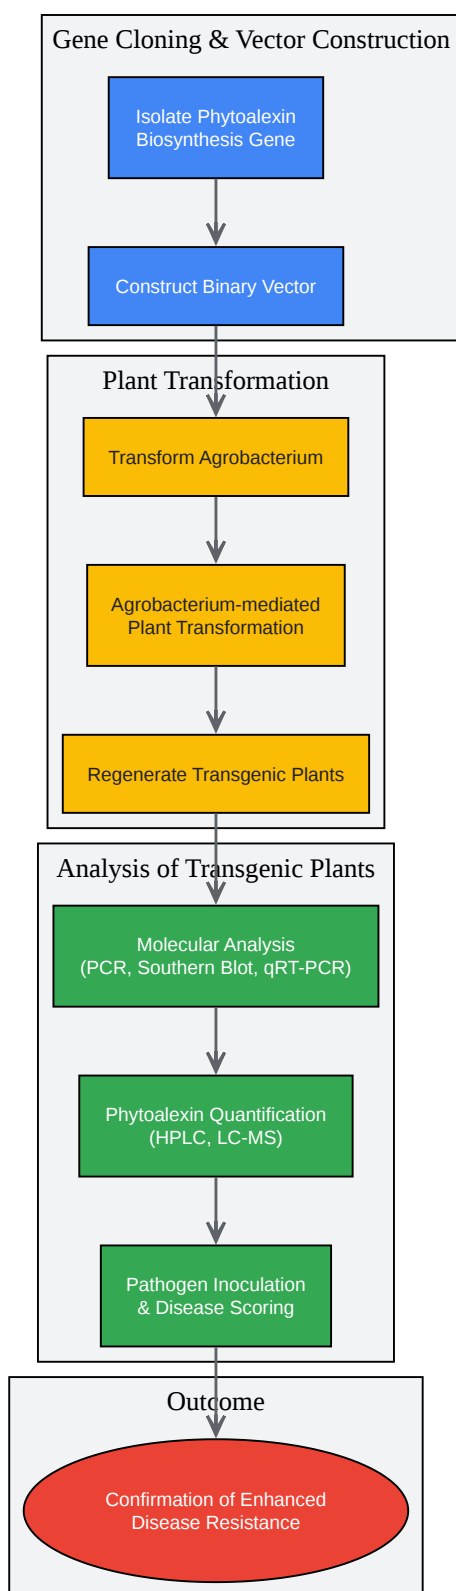 Gene Cloning & Vector Construction
Isolate Phytoalexin
Biosynthesis Gene
Construct Binary Vector
Plant Transformation
Transform Agrobacterium
Agrobacterium-mediated
Plant Transformation
Regenerate Transgenic Plants
Analysis of Transgenic Plants
Molecular Analysis
(PCR, Southern Blot, qRT-PCR)
Phytoalexin Quantification
(HPLC, LC-MS)
Pathogen Inoculation
& Disease Scoring
Outcome
Confirmation of Enhanced
Disease Resistance